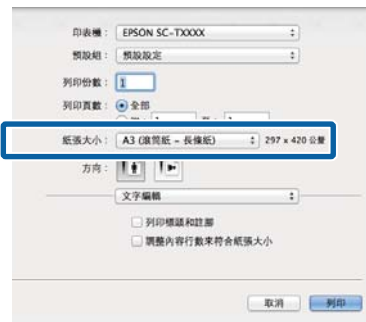 印表機： EPSON SC-TXXXX
預設組： 預設設定
列印份數： 1
列印頁數： 全部
紙張大小： A3 (滾筒紙 - 長條紙) 297 x 420 公釐
方向：
文字編輯
列印標頭和註腳
調整內容行數來符合紙張大小
取消 列印